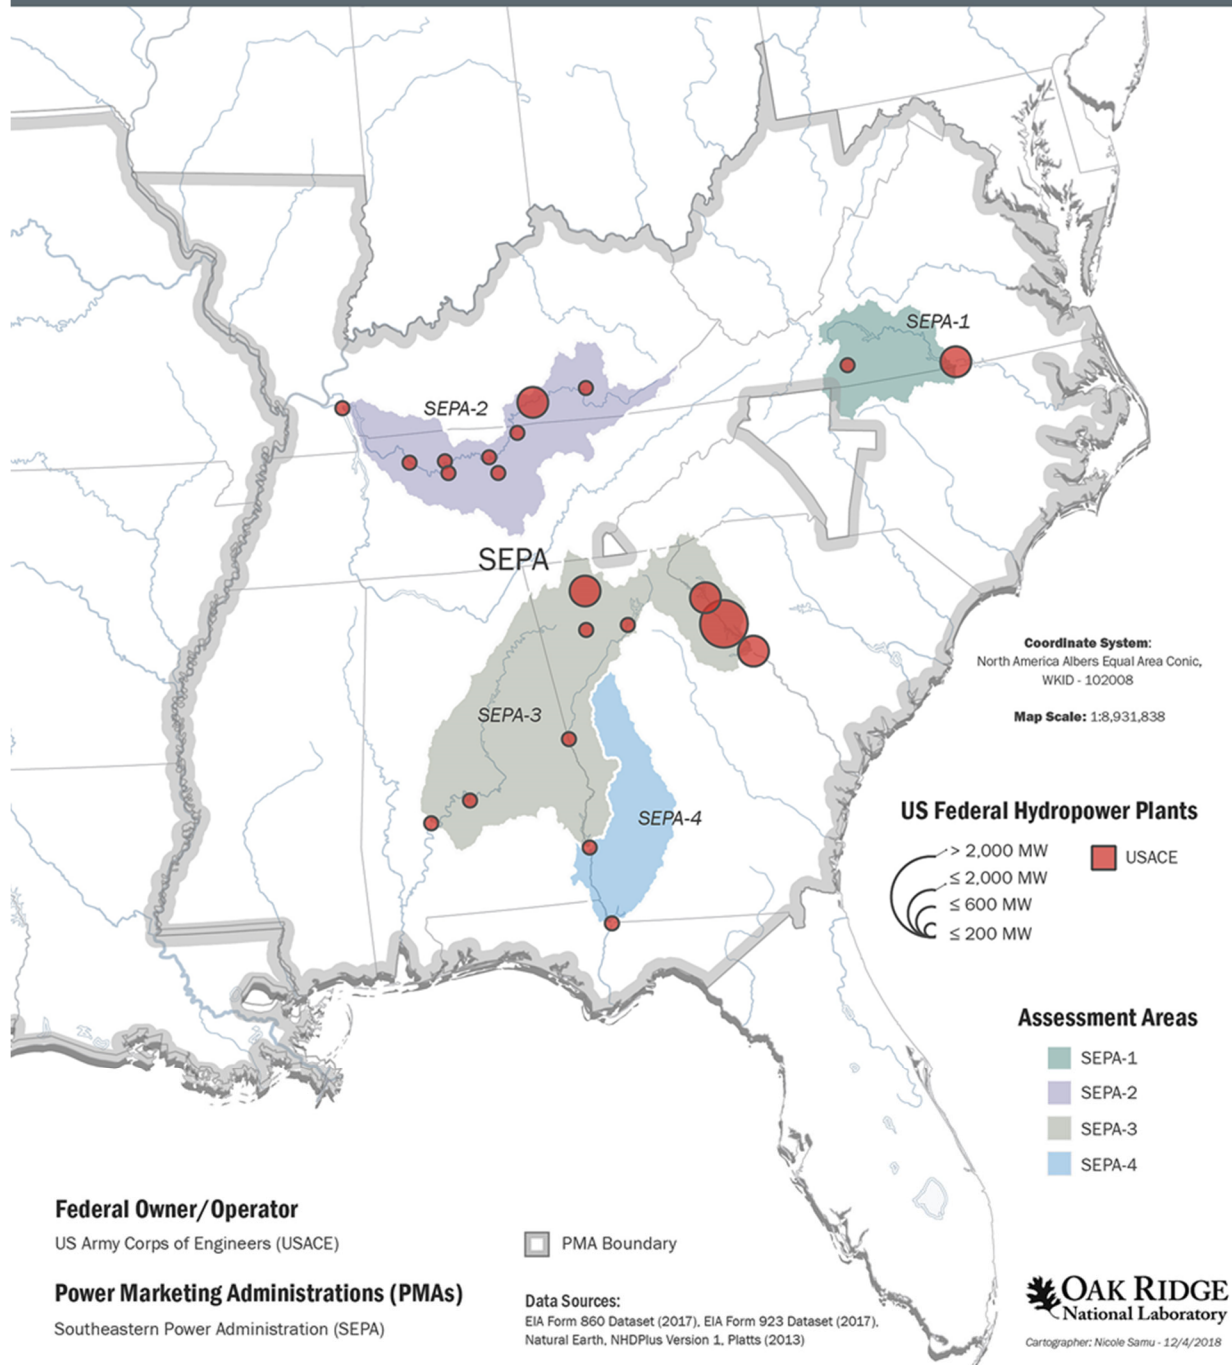 SEPA-1
SEPA-2
SEPA
SEPA-3
SEPA-4
Coordinate System:
North America Albers Equal Area Conic,
WKID - 102008
Map Scale: 1:8,931,838
US Federal Hydropower Plants
> 2,000 MW
≤ 2,000 MW
≤ 600 MW
≤ 200 MW
USACE
Assessment Areas
SEPA-1
SEPA-2
SEPA-3
SEPA-4
Federal Owner/Operator
US Army Corps of Engineers (USACE)
Power Marketing Administrations (PMAs)
Southeastern Power Administration (SEPA)
PMA Boundary
Data Sources:
EIA Form 860 Dataset (2017), EIA Form 923 Dataset (2017),
Natural Earth, NHDPlus Version 1, Platts (2013)
OAK RIDGE
National Laboratory
Cartographer: Nicole Samu - 12/4/2018